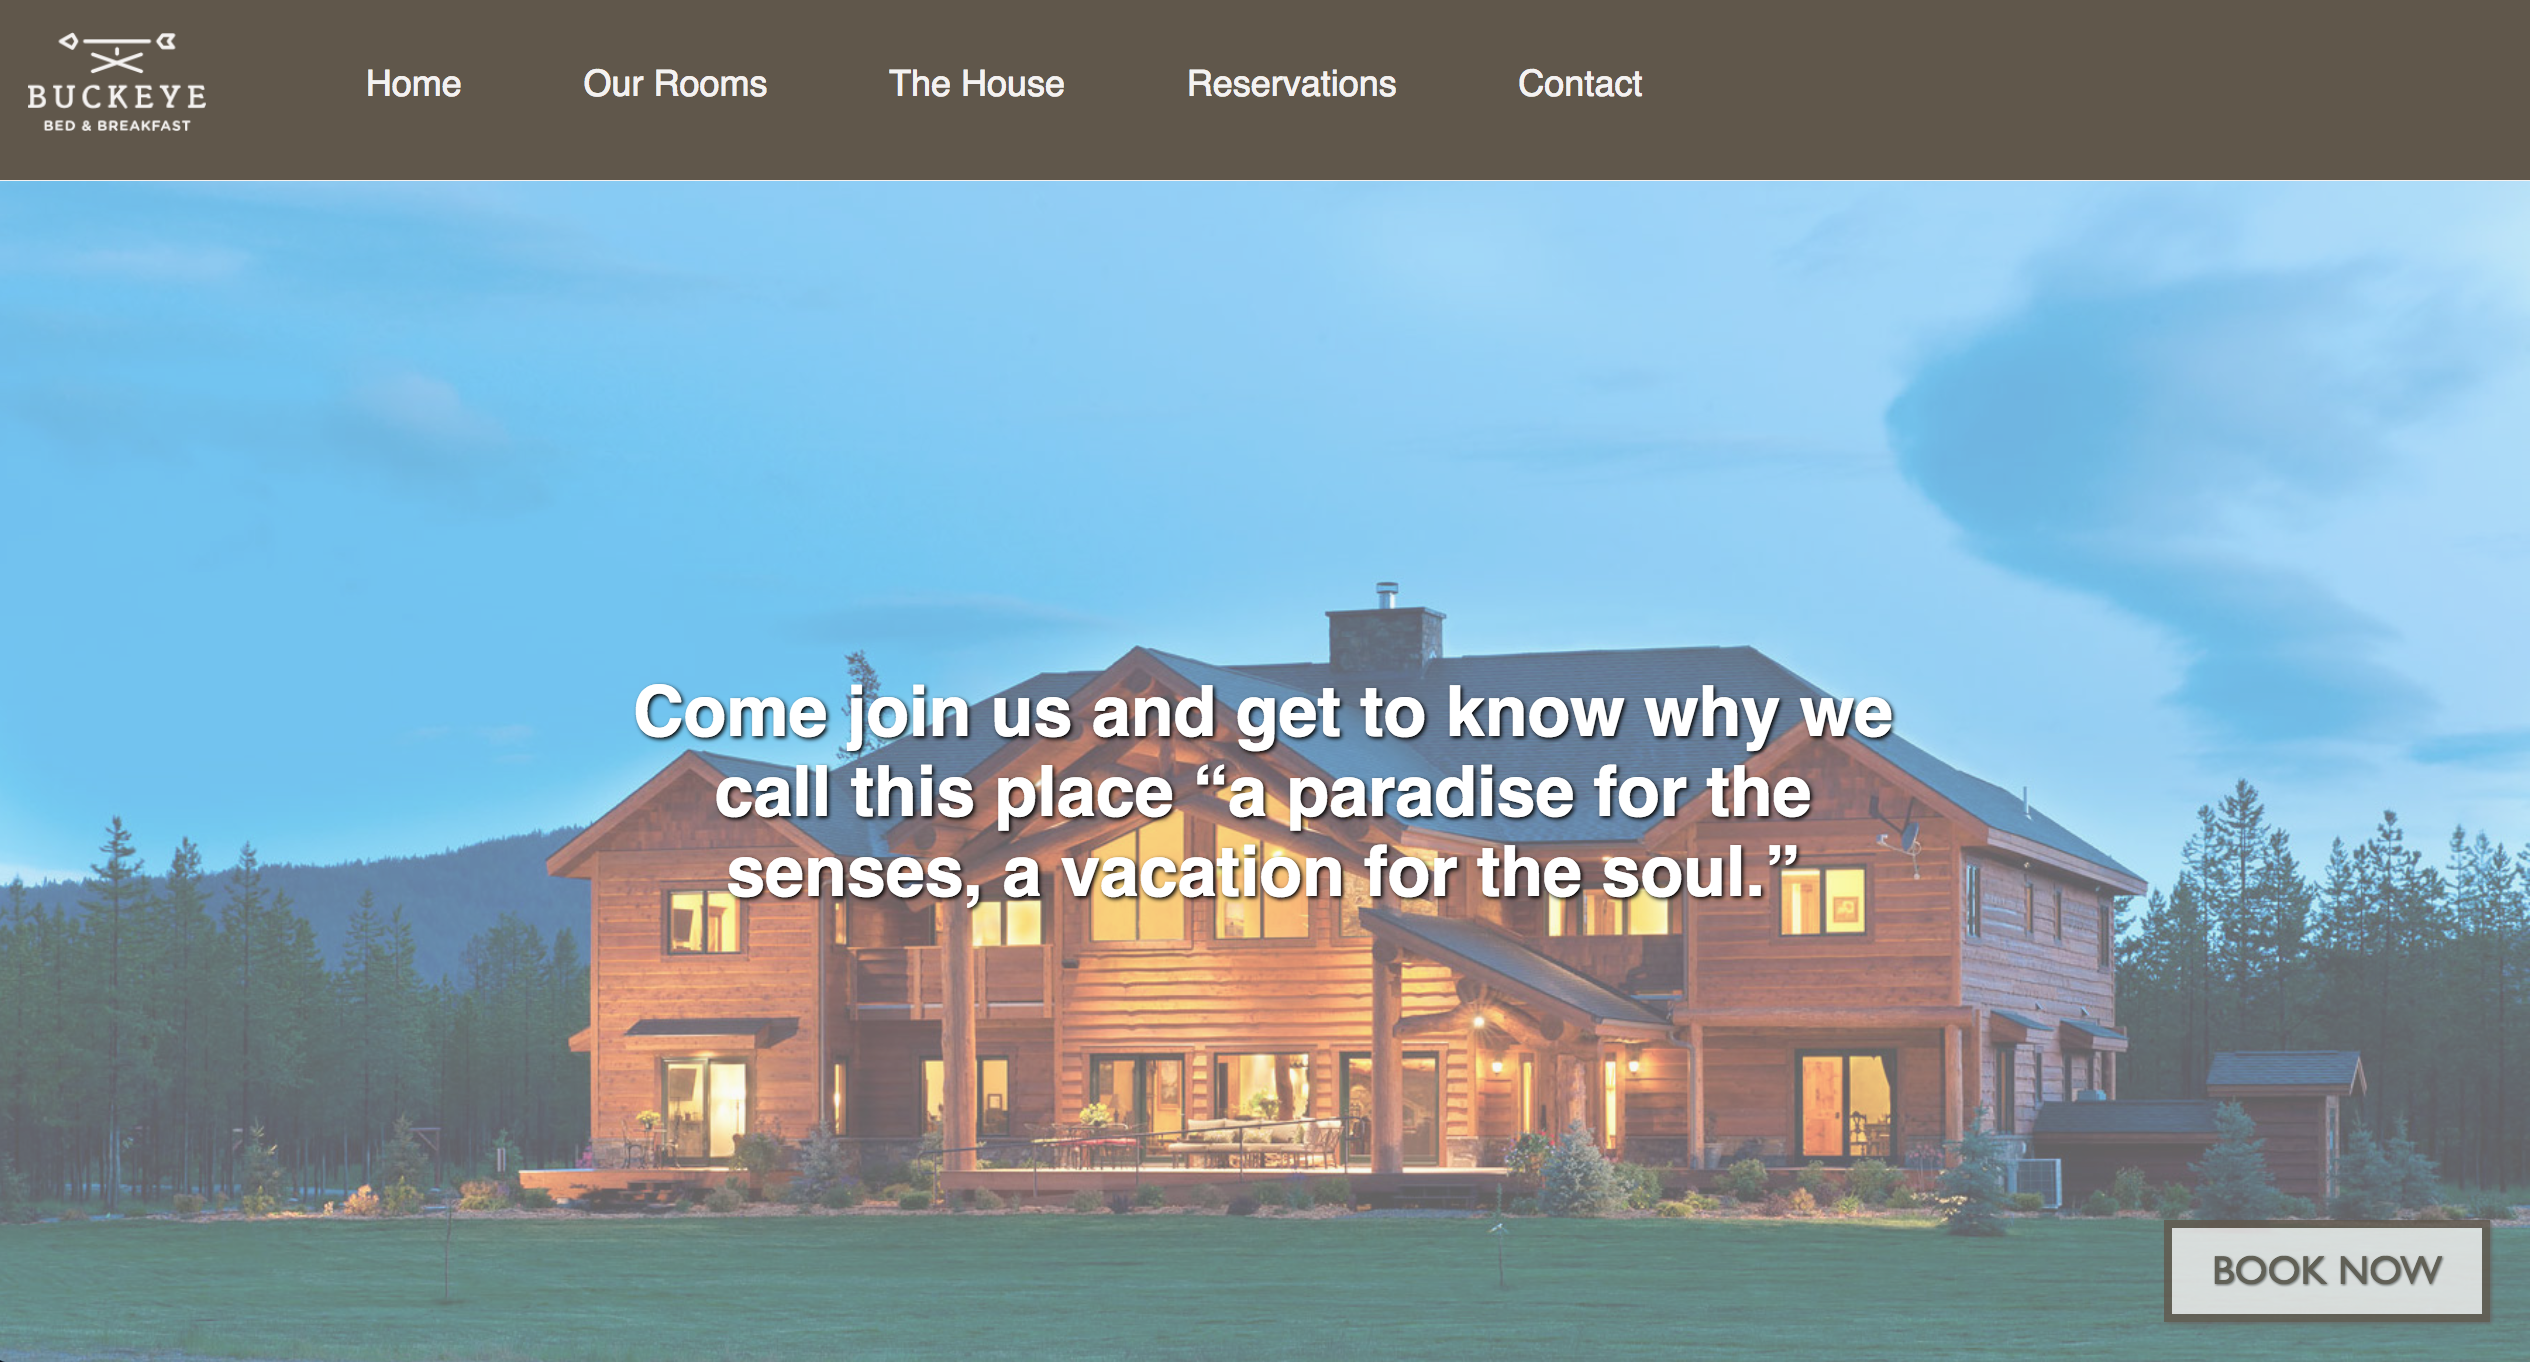 BUCKEYE
BED & BREAKFAST
Home
Our Rooms
The House
Reservations
Contact
Come join us and get to know why we
call this place “a paradise for the
senses, a vacation for the soul.”
BOOK NOW